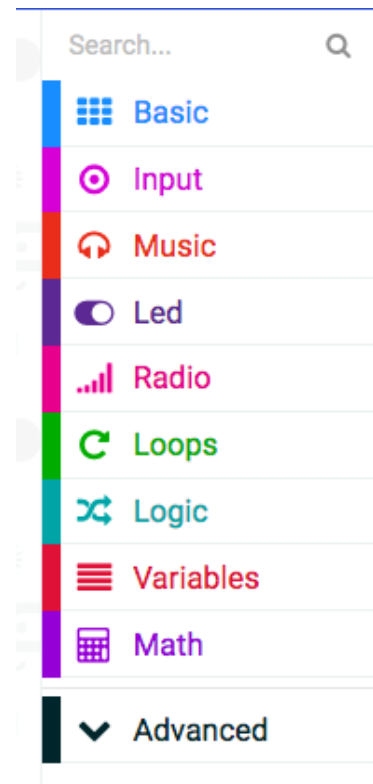 Search...
Basic
Input
Music
Led
Radio
Loops
Logic
Variables
Math
Advanced